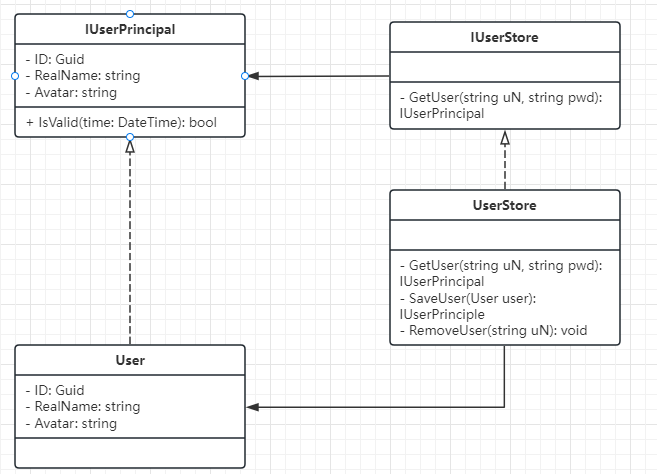 IUserPrincipal
- ID: Guid
- RealName: string
- Avatar: string
+ IsValid(time: DateTime): bool
IUserStore
- GetUser(string uN, string pwd):
IUserPrincipal
UserStore
- GetUser(string uN, string pwd):
IUserPrincipal
- SaveUser(User user):
IUserPrinciple
- RemoveUser(string uN): void
User
- ID: Guid
- RealName: string
- Avatar: string